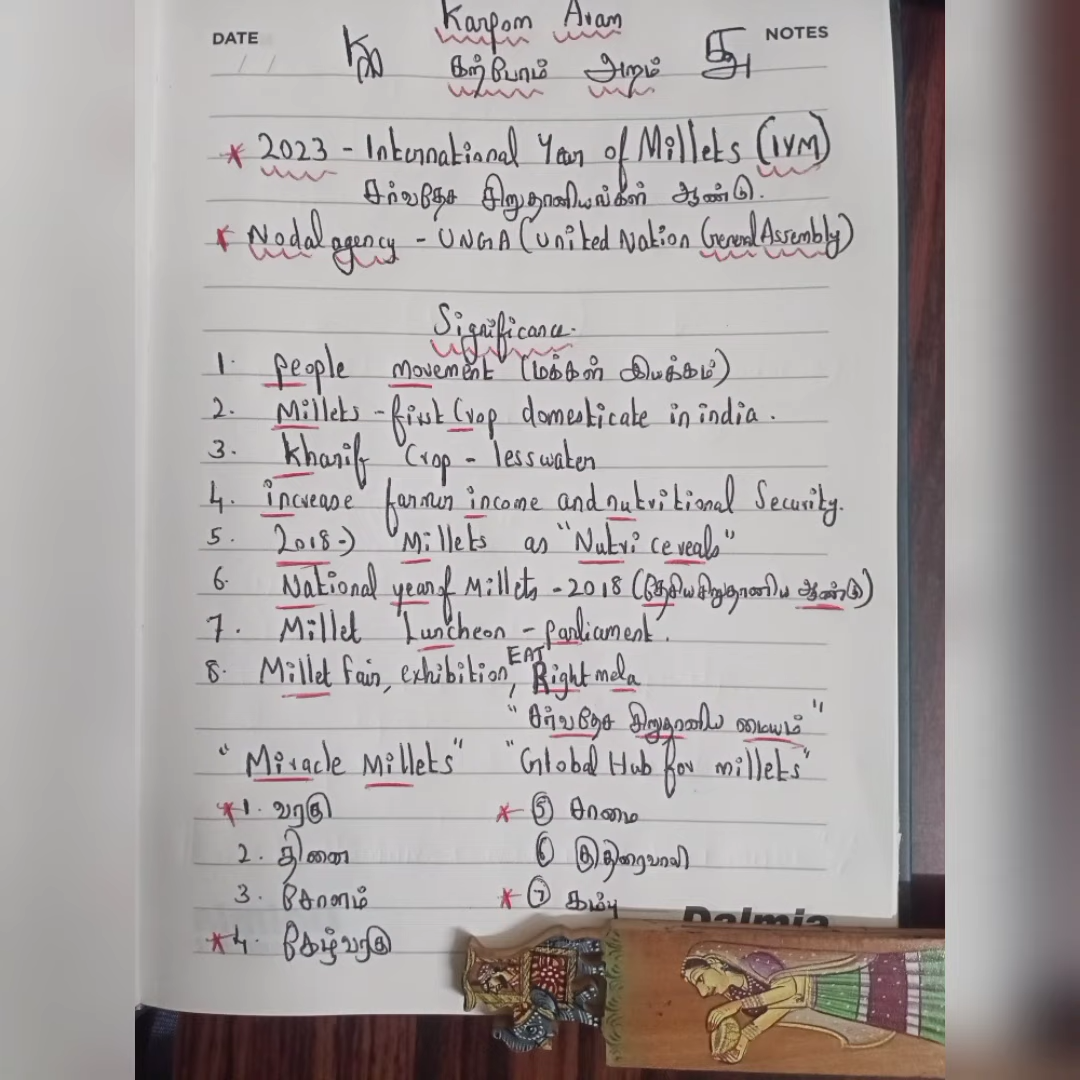 Karpom Aram
DATE
NOTES
கற்போம் அறம்
* 2023 - International Year of Millets (IYM)
சர்வதேச சிறுதானியங்கள் ஆண்டு.
* Nodal agency - UNGA (United Nation General Assembly)
Significance.
1. People movement (மக்கள் இயக்கம்)
2. Millets - first Crop domesticate in india.
3. Kharif Crop - less water
4. increase farmer income and nutritional Security.
5. 2018 -> "Millets as "Nutri cereals"
6. National year of Millets - 2018 (தேசிய சிறுதானிய ஆண்டு)
7. Millet Luncheon - parliament.
8. Millet fair, exhibition, EAT Right mela
"சர்வதேச சிறுதானிய மையம்"
"Miracle Millets" "Global Hub for millets"
* 1. வரகு * ⑤ சாமை
2. தினை ⑥ குதிரைவாலி
3. சோளம் * ⑦ கம்பு
* 4. கேழ்வரகு